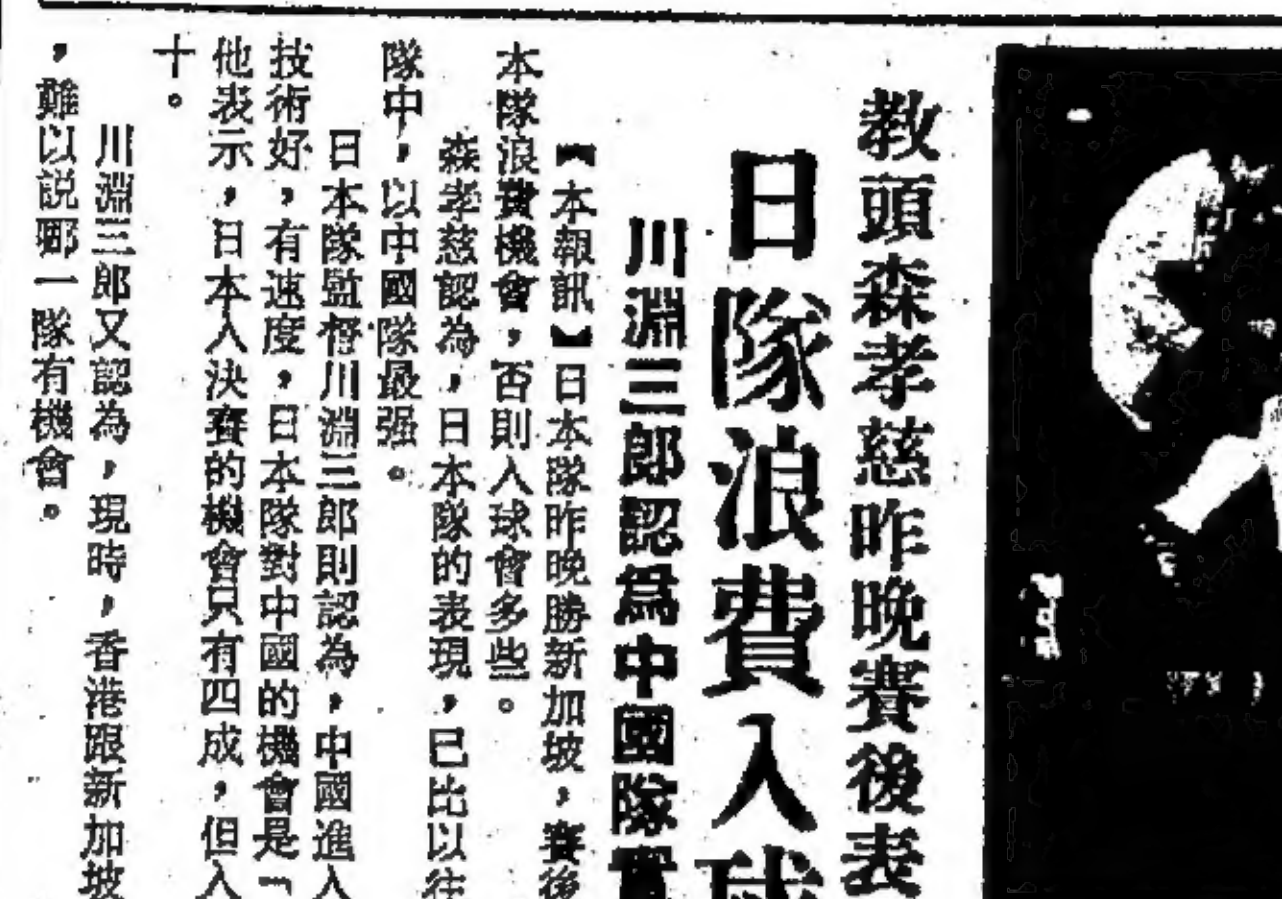 教頭森孝慈昨晚賽後表
日隊浪費入球
川淵三郎認爲中國隊實
【本報訊】日本隊昨晚勝新加坡，賽後
本隊浪費機會，否則入球會多些。
森孝慈認為，日本隊的表現，已比以往
隊中，以中國隊最强。
日本隊監督川淵三郎則認為，中國進入
技術好，有速度，日本隊對中國的機會是「
他表示，日本入決賽的機會只有四成，但入
十。
川淵三郎又認為，現時，香港跟新加坡
，難以説哪一隊有機會。